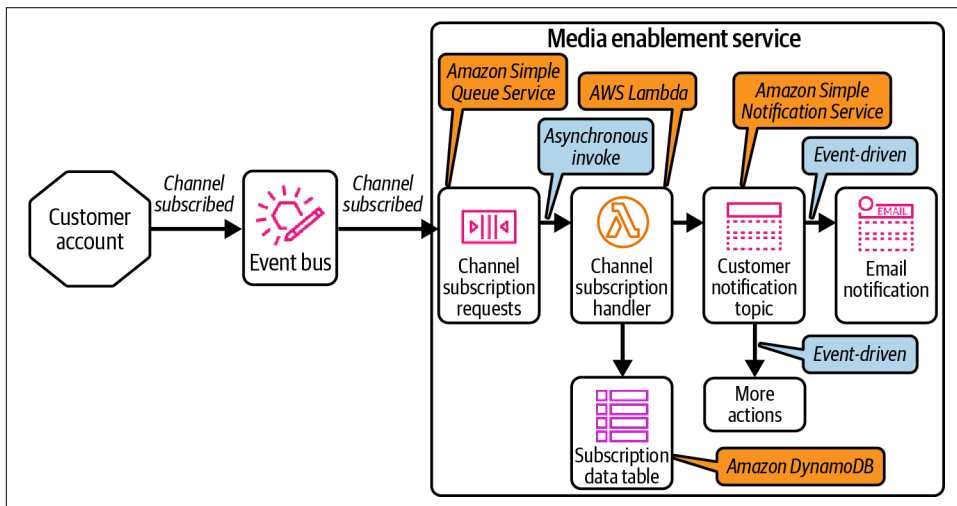 Media enablement service
Amazon Simple
Queue Service
AWS Lambda
Amazon Simple
Notification Service
Asynchronous
invoke
Event-driven
Customer
account
Channel
subscribed
Event bus
Channel
subscribed
Channel
subscription
requests
Channel
subscription
handler
Customer
notification
topic
EMAIL
Email
notification
Event-driven
More
actions
Subscription
data table
Amazon DynamoDB